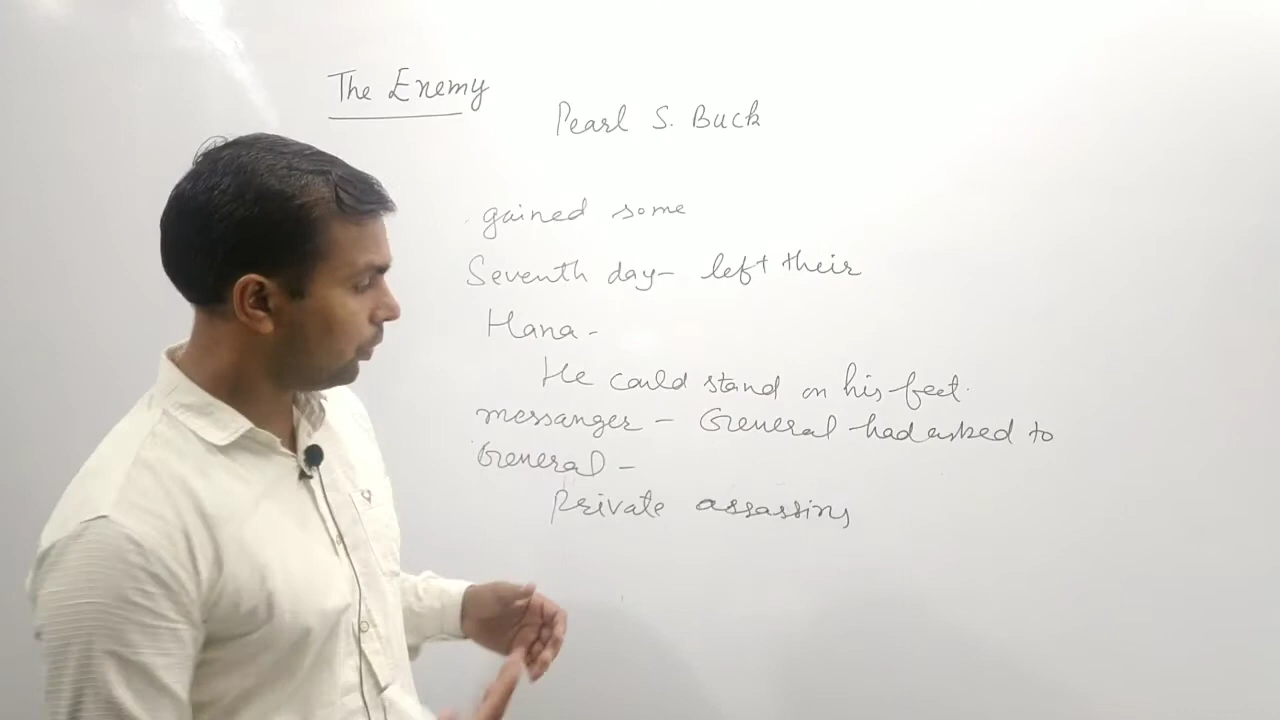 The Enemy
Pearl S. Buck
gained some
Seventh day- left their
Hana-
He could stand on his feet.
messanger - General had asked to
General -
Private assassins